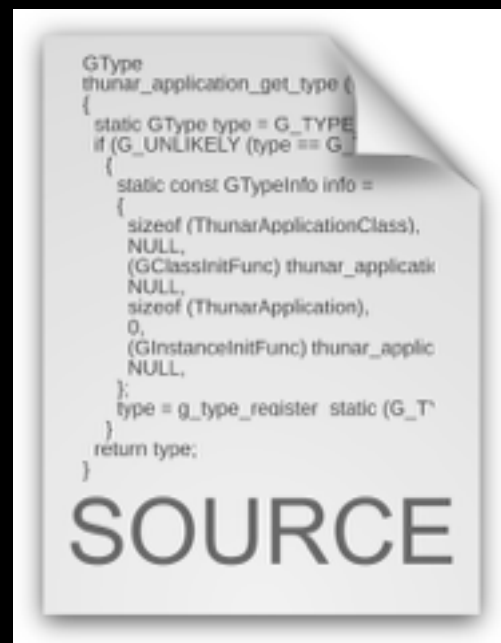 GType
thunar_application_get_type (
{
static GType type = G_TYPE
if (G_UNLIKELY (type == G_
{
static const GTypeInfo info =
{
sizeof (ThunarApplicationClass),
NULL,
(GClassInitFunc) thunar_applicatic
NULL,
sizeof (ThunarApplication),
0,
(GInstanceInitFunc) thunar_applic
NULL,
};
type = g_type_register_static (G_T
}
return type;
}
SOURCE